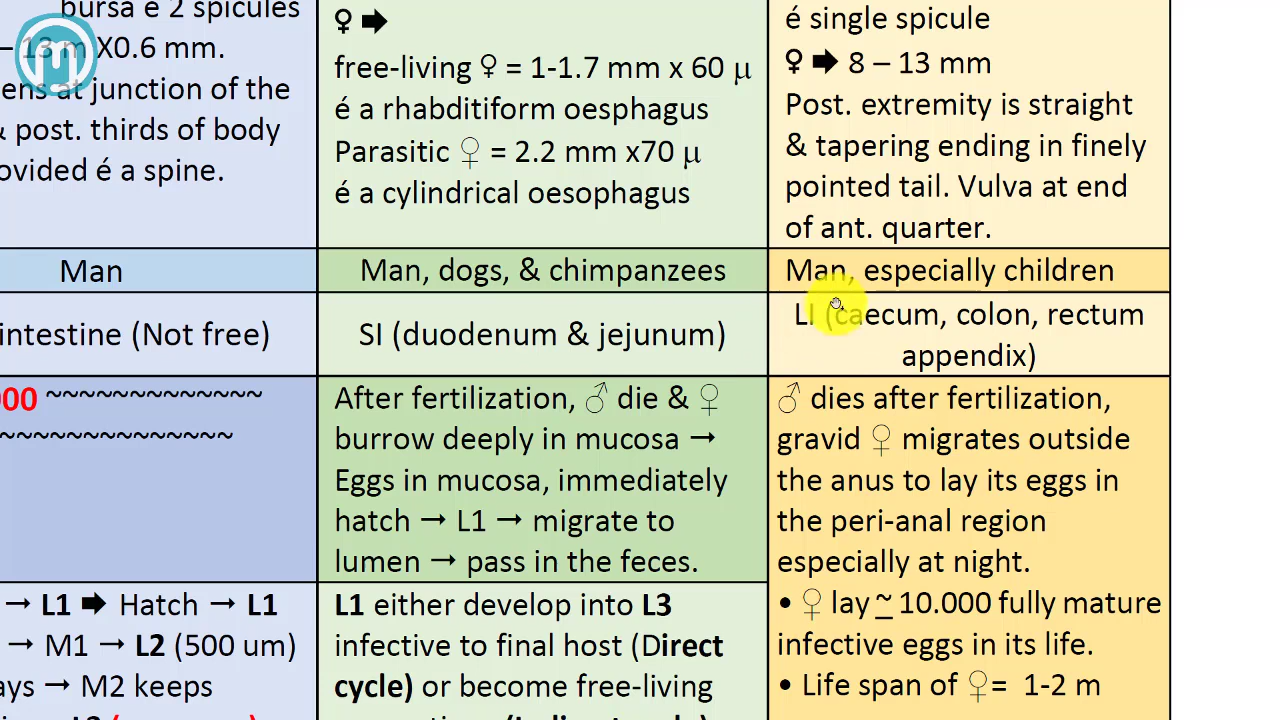 bursa é 2 spicules
– 13 m X0.6 mm.
ens at junction of the
& post. thirds of body
ovided é a spine.
♀ ➡
free-living ♀ = 1-1.7 mm x 60 µ
é a rhabditiform oesphagus
Parasitic ♀ = 2.2 mm x70 µ
é a cylindrical oesophagus
é single spicule
♀ ➡ 8 – 13 mm
Post. extremity is straight
& tapering ending in finely
pointed tail. Vulva at end
of ant. quarter.
Man
Man, dogs, & chimpanzees
Man, especially children
intestine (Not free)
SI (duodenum & jejunum)
LI (caecum, colon, rectum
appendix)
000 ~~~~~~~~~~~~~
~~~~~~~~~~~~~~
After fertilization, ♂ die & ♀
burrow deeply in mucosa →
Eggs in mucosa, immediately
hatch → L1 → migrate to
lumen → pass in the feces.
♂ dies after fertilization,
gravid ♀ migrates outside
the anus to lay its eggs in
the peri-anal region
especially at night.
• ♀ lay ~ 10.000 fully mature
infective eggs in its life.
• Life span of ♀= 1-2 m
→ L1 ➡ Hatch → L1
→ M1 → L2 (500 um)
ays → M2 keeps
L1 either develop into L3
infective to final host (Direct
cycle) or become free-living